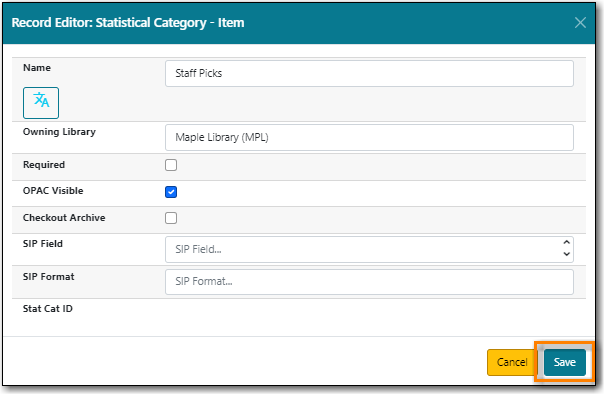 Record Editor: Statistical Category - Item
Name
Staff Picks
Owning Library
Maple Library (MPL)
Required
OPAC Visible
Checkout Archive
SIP Field
SIP Field...
SIP Format
SIP Format...
Stat Cat ID
Cancel
Save